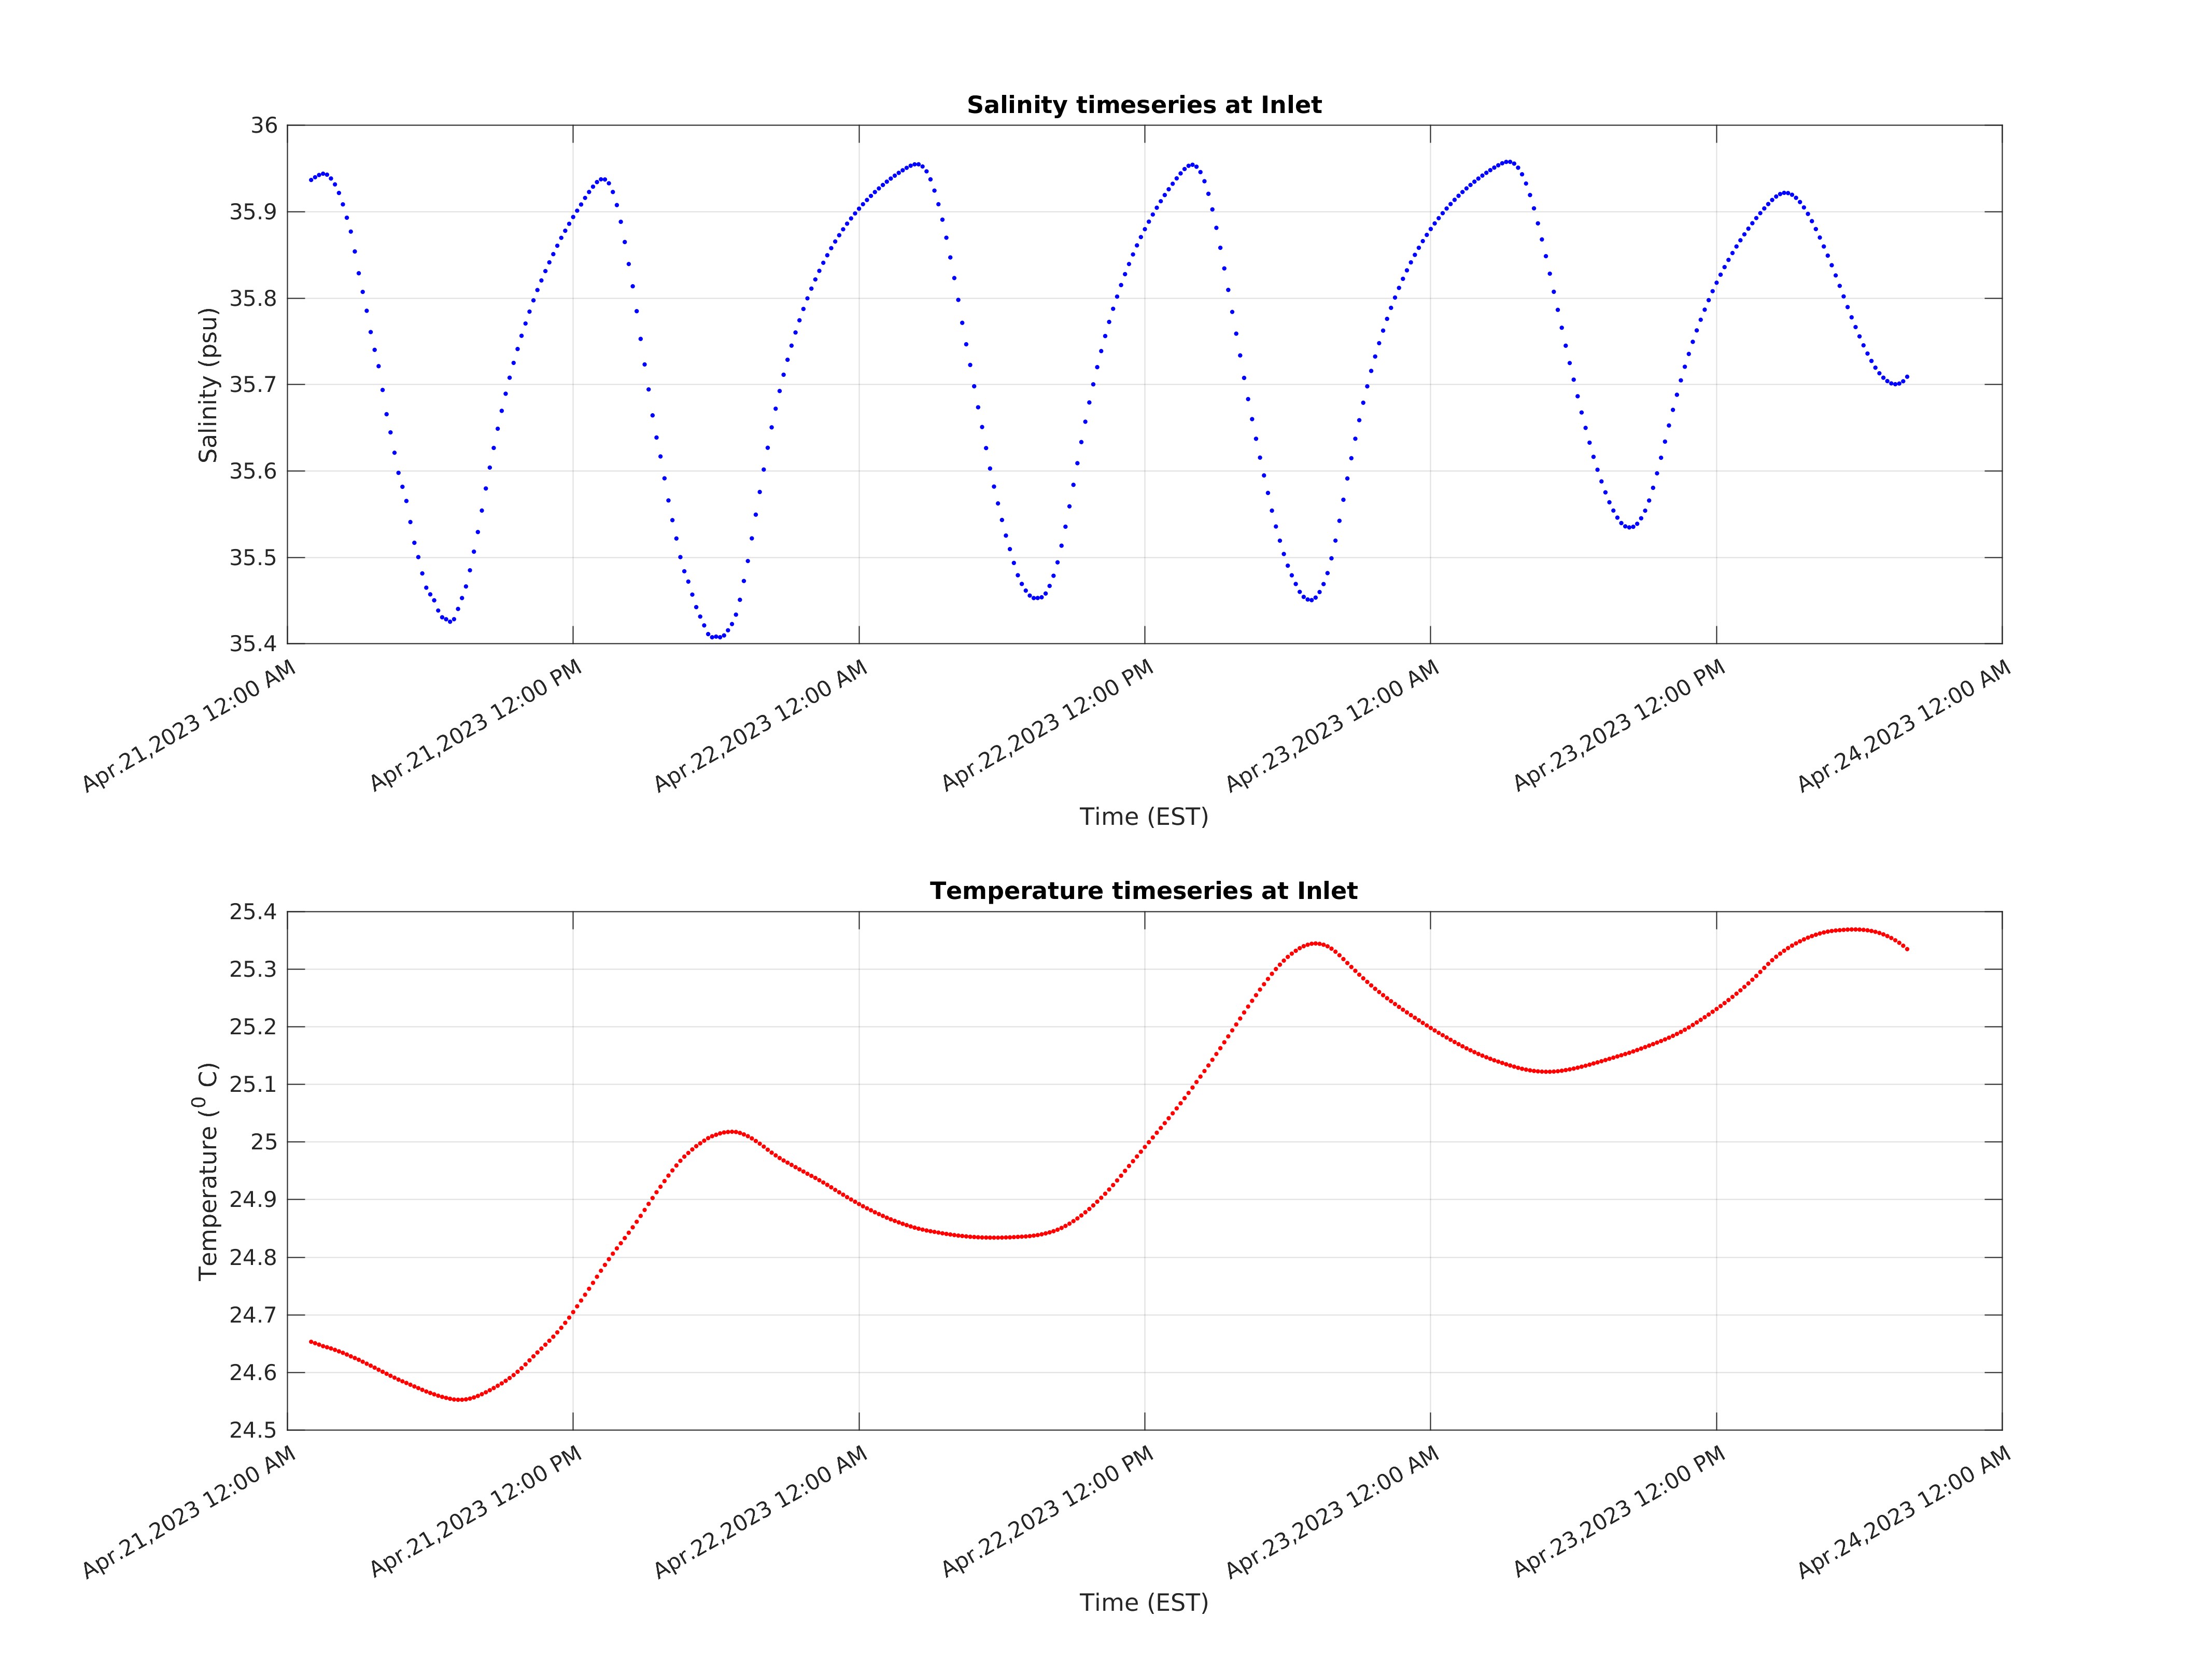 Salinity timeseries at Inlet
36
35.9
35.8
35.7
35.6
35.5
35.4
Salinity (psu)
Apr.21,2023 12:00 AM
Apr.21,2023 12:00 PM
Apr.22,2023 12:00 AM
Apr.22,2023 12:00 PM
Apr.23,2023 12:00 AM
Apr.23,2023 12:00 PM
Apr.24,2023 12:00 AM
Time (EST)
Temperature timeseries at Inlet
25.4
25.3
25.2
25.1
25
24.9
24.8
24.7
24.6
24.5
Temperature (⁰ C)
Apr.21,2023 12:00 AM
Apr.21,2023 12:00 PM
Apr.22,2023 12:00 AM
Apr.22,2023 12:00 PM
Apr.23,2023 12:00 AM
Apr.23,2023 12:00 PM
Apr.24,2023 12:00 AM
Time (EST)